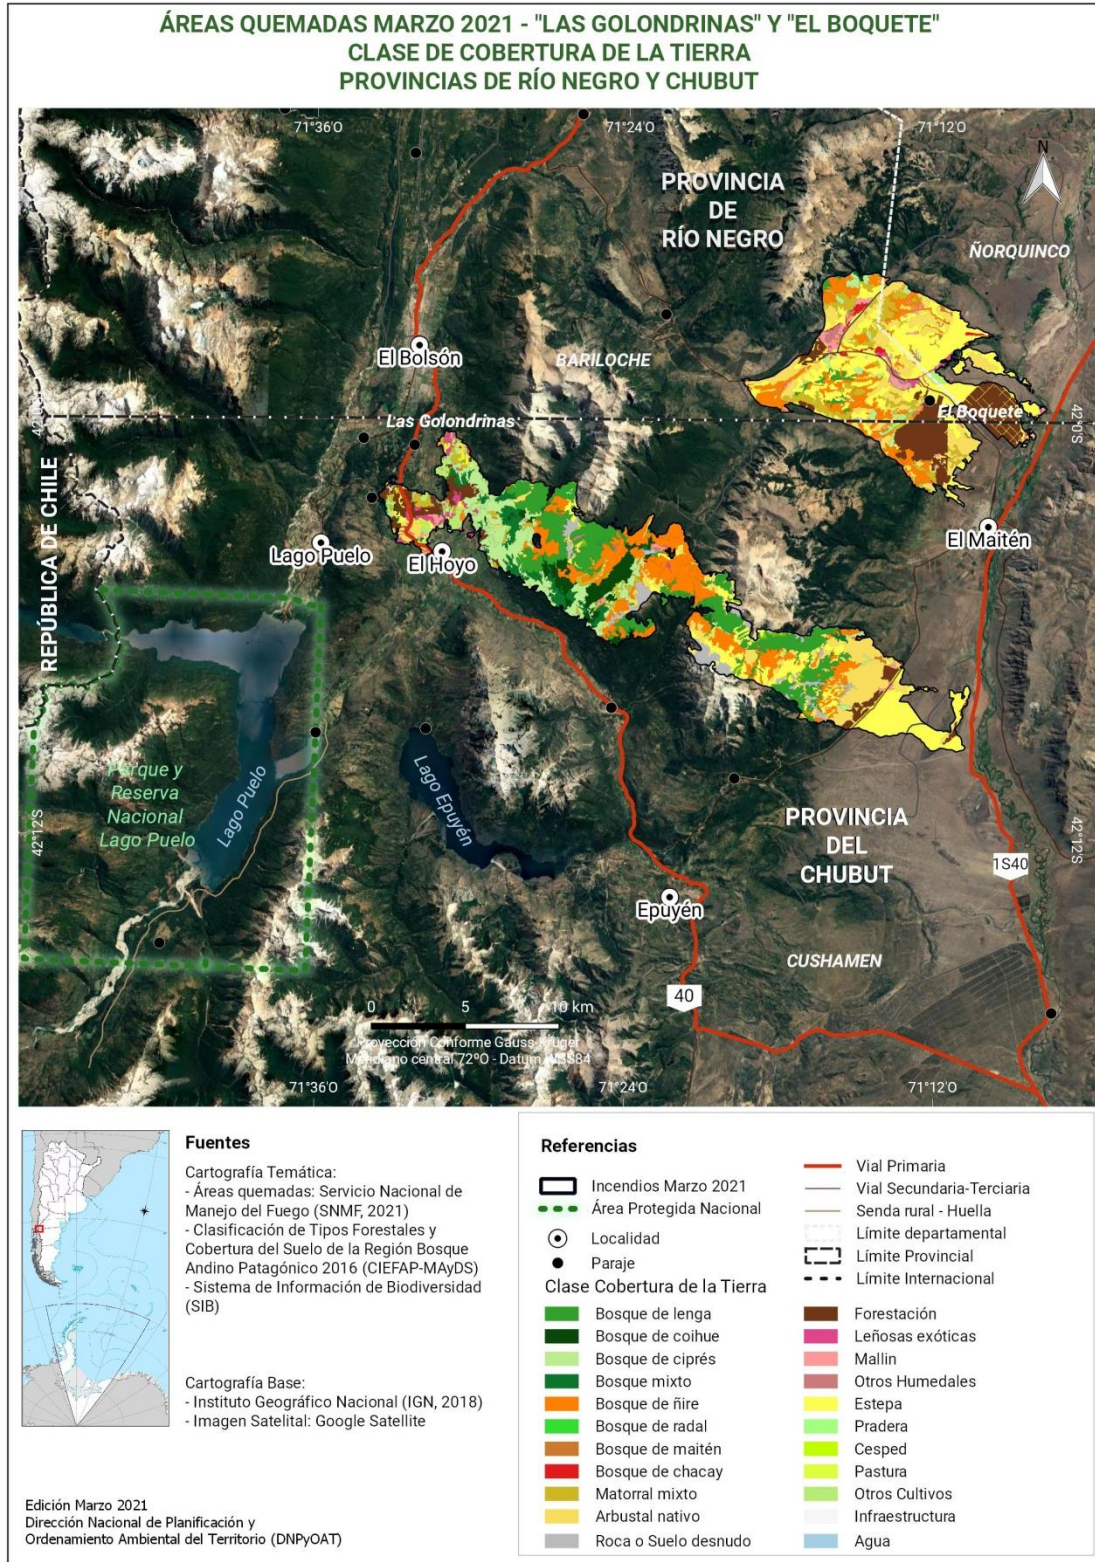 ÁREAS QUEMADAS MARZO 2021 - "LAS GOLONDRINAS" Y "EL BOQUETE"
CLASE DE COBERTURA DE LA TIERRA
PROVINCIAS DE RÍO NEGRO Y CHUBUT
71°36'O
71°24'O
71°12'O
N
PROVINCIA
DE
RÍO NEGRO
ÑORQUINCO
El Bolsón
BARILOCHE
Las Golondrinas
El Boquete
42°0'S
42°0'S
REPÚBLICA DE CHILE
Lago Puelo
El Hoyo
El Maitén
Parque y
Reserva
Nacional
Lago Puelo
Lago Puelo
Lago Epuyén
42°12'S
42°12'S
PROVINCIA
DEL
CHUBUT
1S40
Epuyén
CUSHAMEN
40
0 5 10 km
Proyección Conforme Gauss-Krüger
Meridiano central 72ºO - Datum WGS84
71°36'O
71°24'O
71°12'O
Fuentes
Cartografía Temática:
- Áreas quemadas: Servicio Nacional de
Manejo del Fuego (SNMF, 2021)
- Clasificación de Tipos Forestales y
Cobertura del Suelo de la Región Bosque
Andino Patagónico 2016 (CIEFAP-MAyDS)
- Sistema de Información de Biodiversidad
(SIB)
Cartografía Base:
- Instituto Geográfico Nacional (IGN, 2018)
- Imagen Satelital: Google Satellite
Edición Marzo 2021
Dirección Nacional de Planificación y
Ordenamiento Ambiental del Territorio (DNPyOAT)
Referencias
Incendios Marzo 2021
Área Protegida Nacional
Localidad
Paraje
Vial Primaria
Vial Secundaria-Terciaria
Senda rural - Huella
Límite departamental
Límite Provincial
Límite Internacional
Clase Cobertura de la Tierra
Bosque de lenga
Bosque de coihue
Bosque de ciprés
Bosque mixto
Bosque de ñire
Bosque de radal
Bosque de maitén
Bosque de chacay
Matorral mixto
Arbustal nativo
Roca o Suelo desnudo
Forestación
Leñosas exóticas
Mallin
Otros Humedales
Estepa
Pradera
Cesped
Pastura
Otros Cultivos
Infraestructura
Agua